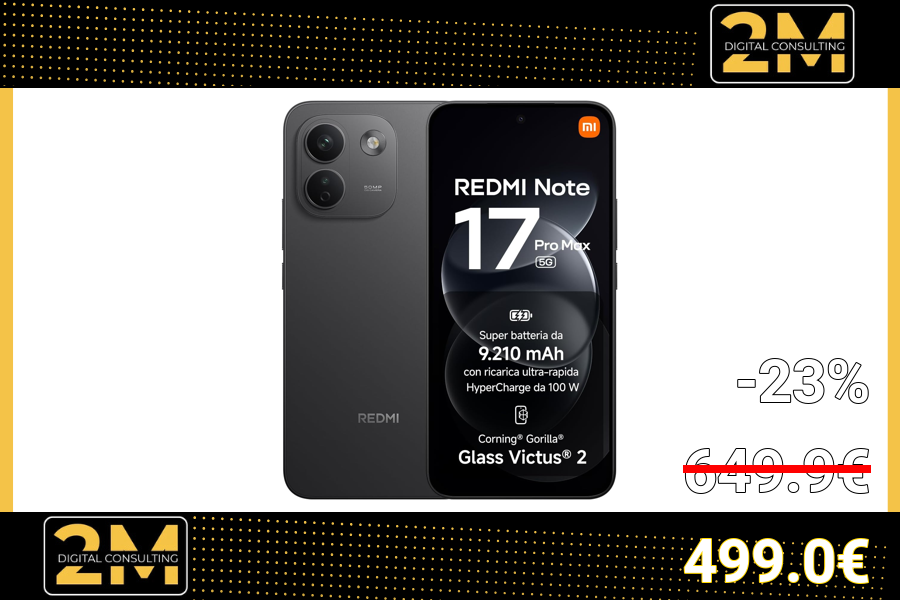 2M
DIGITAL CONSULTING
50MP
REDMI
mi
REDMI Note
17
Pro Max
5G
Super batteria da
9.210 mAh
con ricarica ultra-rapida
HyperCharge da 100 W
Corning® Gorilla®
Glass Victus® 2
-23%
649.9€
2M
DIGITAL CONSULTING
499.0€